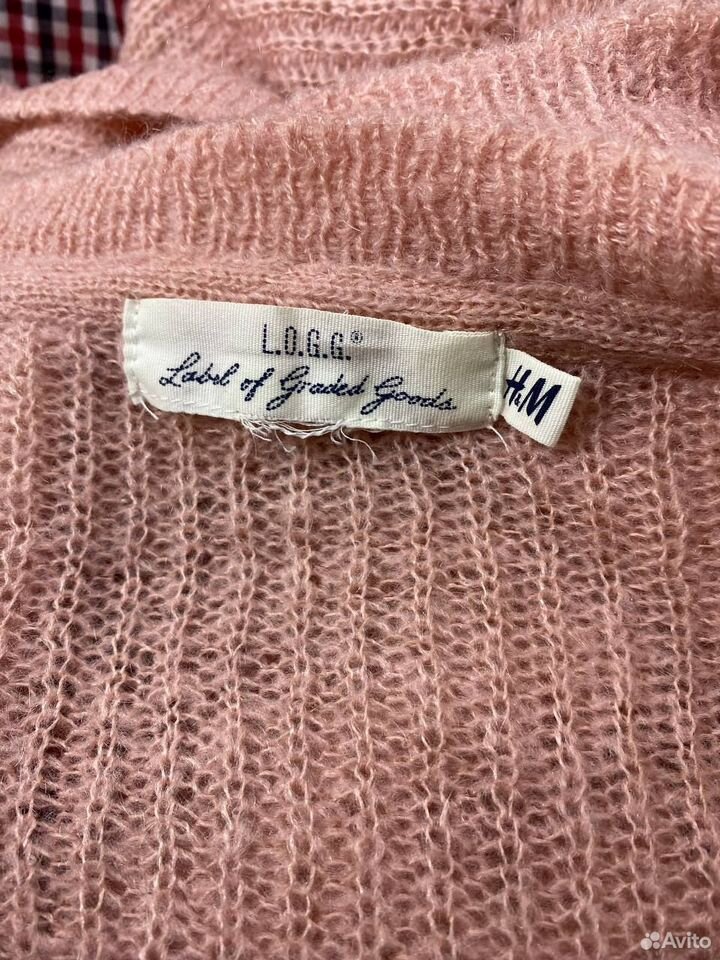 L.O.G.G.®
Label of Graded Goods
H&M
Avito